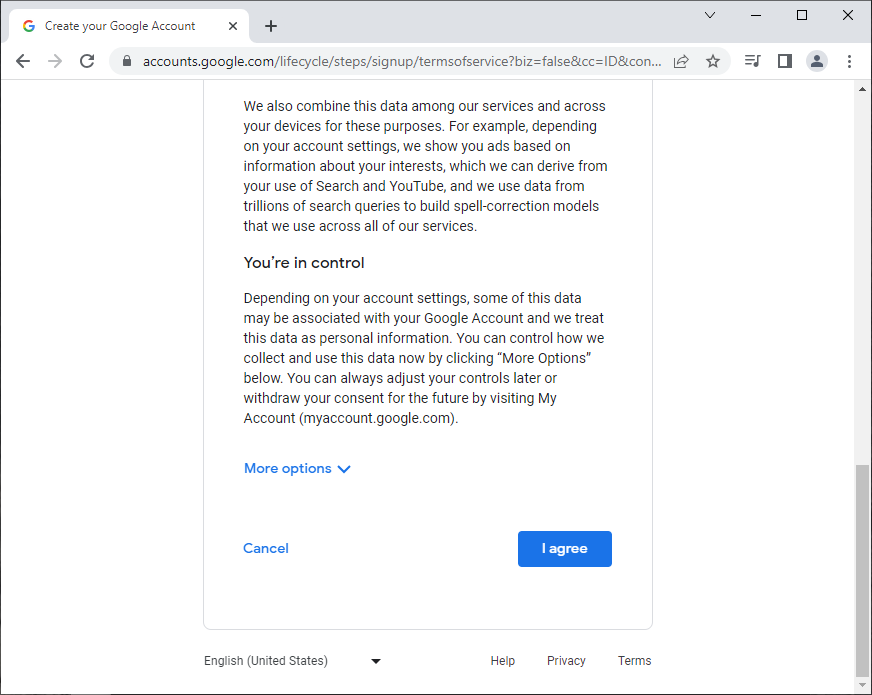 Create your Google Account
accounts.google.com/lifecycle/steps/signup/termsofservice?biz=false&cc=ID&con...
We also combine this data among our services and across
your devices for these purposes. For example, depending
on your account settings, we show you ads based on
information about your interests, which we can derive from
your use of Search and YouTube, and we use data from
trillions of search queries to build spell-correction models
that we use across all of our services.
You’re in control
Depending on your account settings, some of this data
may be associated with your Google Account and we treat
this data as personal information. You can control how we
collect and use this data now by clicking “More Options”
below. You can always adjust your controls later or
withdraw your consent for the future by visiting My
Account (myaccount.google.com).
More options
Cancel
I agree
English (United States)
Help
Privacy
Terms